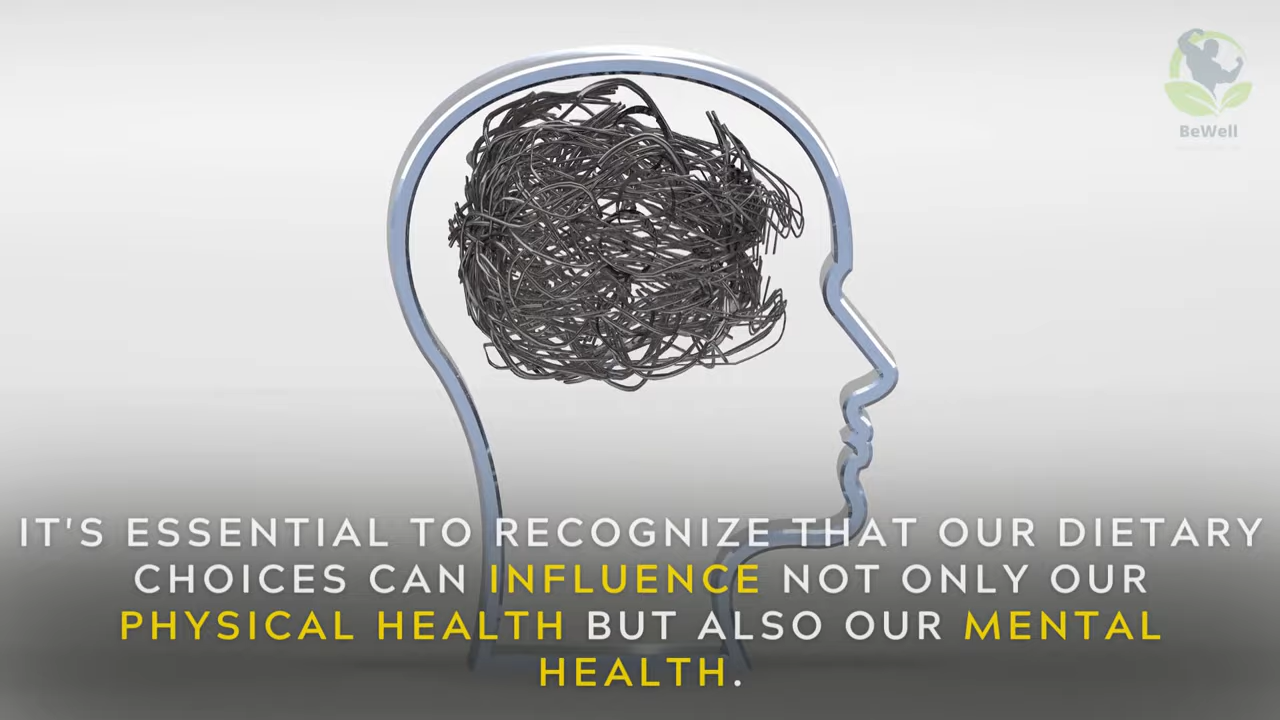 BeWell
IT'S ESSENTIAL TO RECOGNIZE THAT OUR DIETARY
CHOICES CAN INFLUENCE NOT ONLY OUR
PHYSICAL HEALTH BUT ALSO OUR MENTAL
HEALTH.